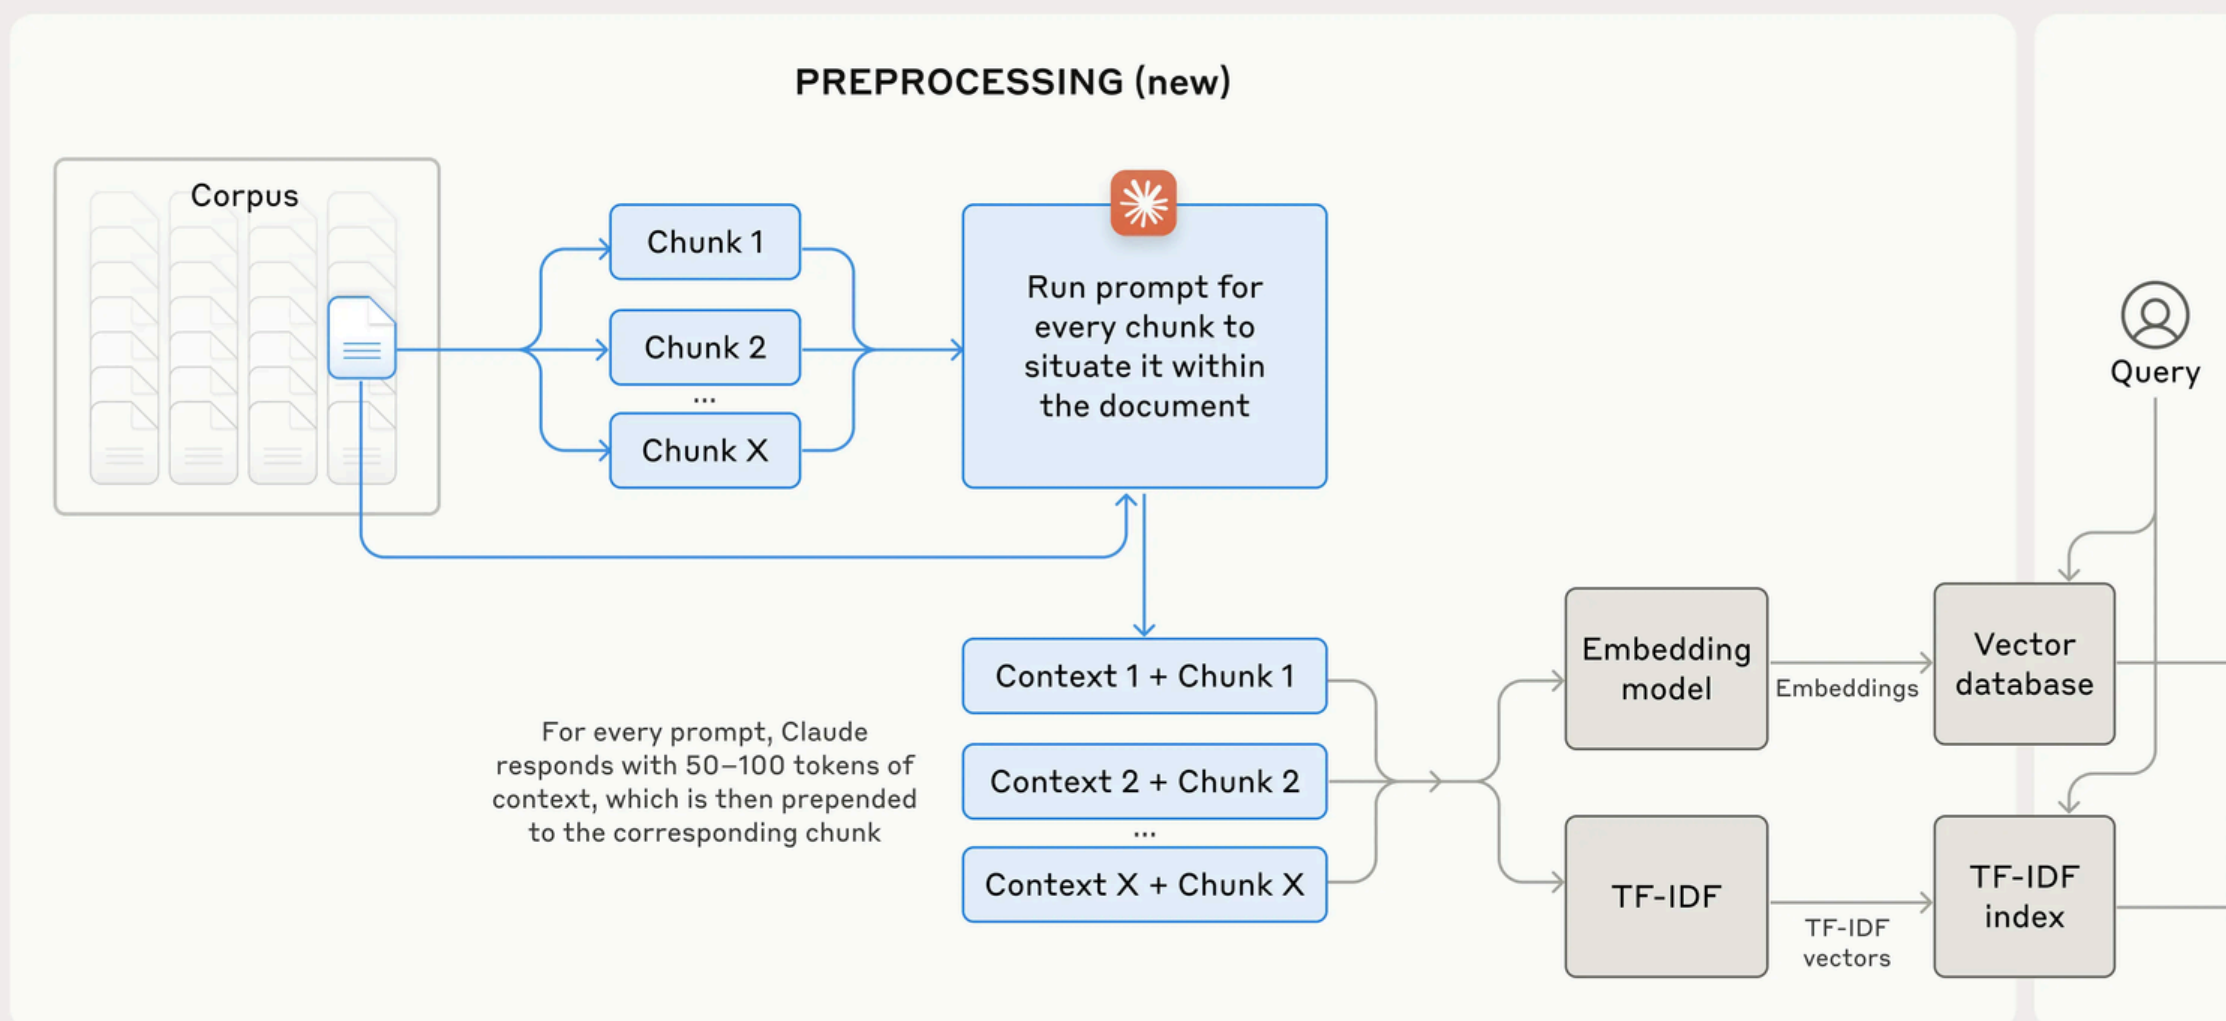 PREPROCESSING (new)
Corpus
Chunk 1
Chunk 2
...
Chunk X
Run prompt for
every chunk to
situate it within
the document
Query
For every prompt, Claude
responds with 50–100 tokens of
context, which is then prepended
to the corresponding chunk
Context 1 + Chunk 1
Context 2 + Chunk 2
...
Context X + Chunk X
Embedding
model
Embeddings
Vector
database
TF-IDF
TF-IDF
vectors
TF-IDF
index